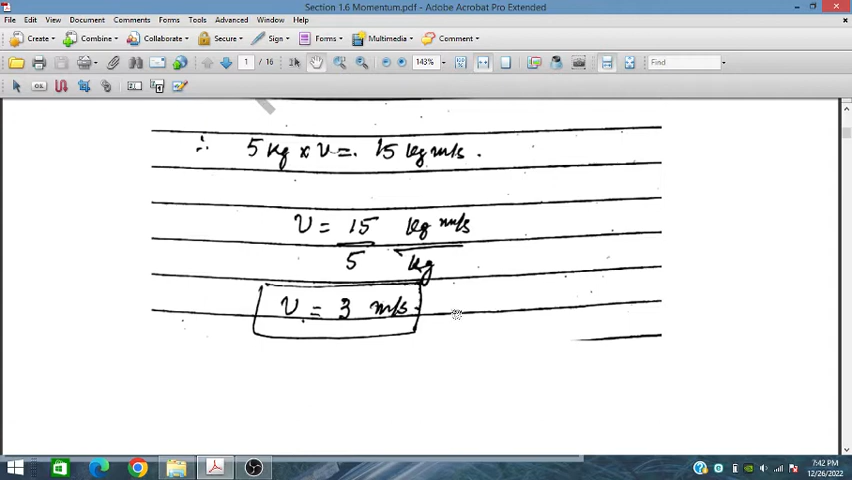 Section 1.6 Momentum.pdf - Adobe Acrobat Pro Extended
File Edit View Document Comments Forms Tools Advanced Window Help
Create Combine Collaborate Secure Sign Forms Multimedia Comment
1 / 16 143% Find
∴ 5 kg x V = 15 kg m/s.
V = 15 kg m/s
5 kg
V = 3 m/s
7:42 PM
12/26/2022